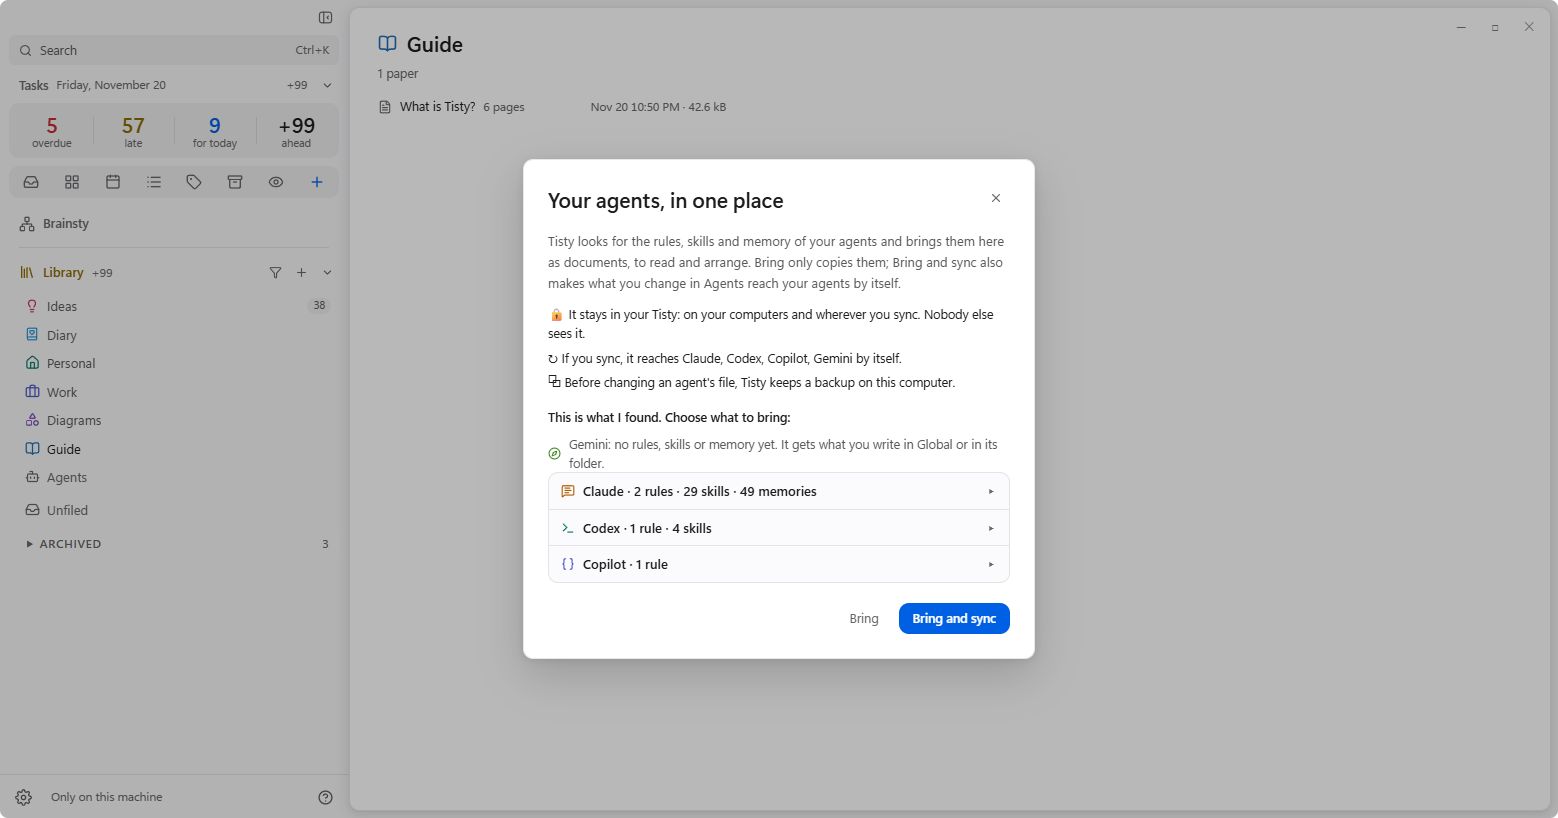 Search Ctrl+K
Tasks Friday, November 20 +99
5 57 9 +99
overdue late for today ahead
Brainsty
Library +99
Ideas 38
Diary
Personal
Work
Diagrams
Guide
Agents
Unfiled
ARCHIVED 3
Only on this machine
Guide
1 paper
What is Tisty? 6 pages Nov 20 10:50 PM · 42.6 kB
Your agents, in one place
Tisty looks for the rules, skills and memory of your agents and brings them here
as documents, to read and arrange. Bring only copies them; Bring and sync also
makes what you change in Agents reach your agents by itself.
🔒 It stays in your Tisty: on your computers and wherever you sync. Nobody else
sees it.
↻ If you sync, it reaches Claude, Codex, Copilot, Gemini by itself.
Before changing an agent's file, Tisty keeps a backup on this computer.
This is what I found. Choose what to bring:
Gemini: no rules, skills or memory yet. It gets what you write in Global or in its
folder.
Claude · 2 rules · 29 skills · 49 memories
Codex · 1 rule · 4 skills
Copilot · 1 rule
Bring Bring and sync